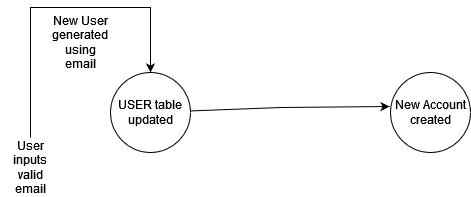 New User
generated
using
email
USER table
updated
New Account
created
User
inputs
valid
email